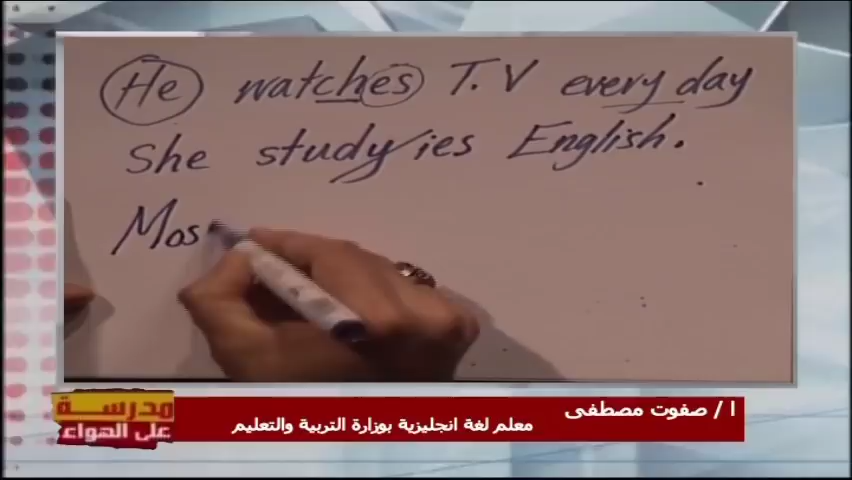 He watches T.V every day
She studyies English.
Mos
ا / صفوت مصطفى
معلم لغة انجليزية بوزارة التربية والتعليم
مدرسة
على الهواء